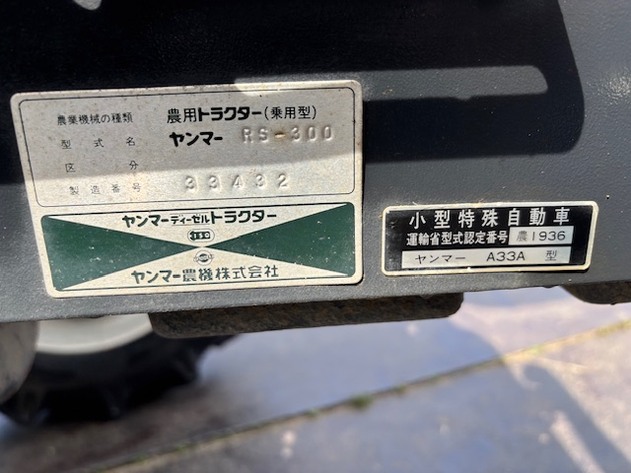 農業機械の種類 農用トラクター(乗用型)
型式名 ヤンマー RS-300
区分
製造番号 33432
ヤンマーディーゼルトラクター
ヤンマー農機株式会社
小型特殊自動車
運輸省型式認定番号 農1936
ヤンマー A33A 型